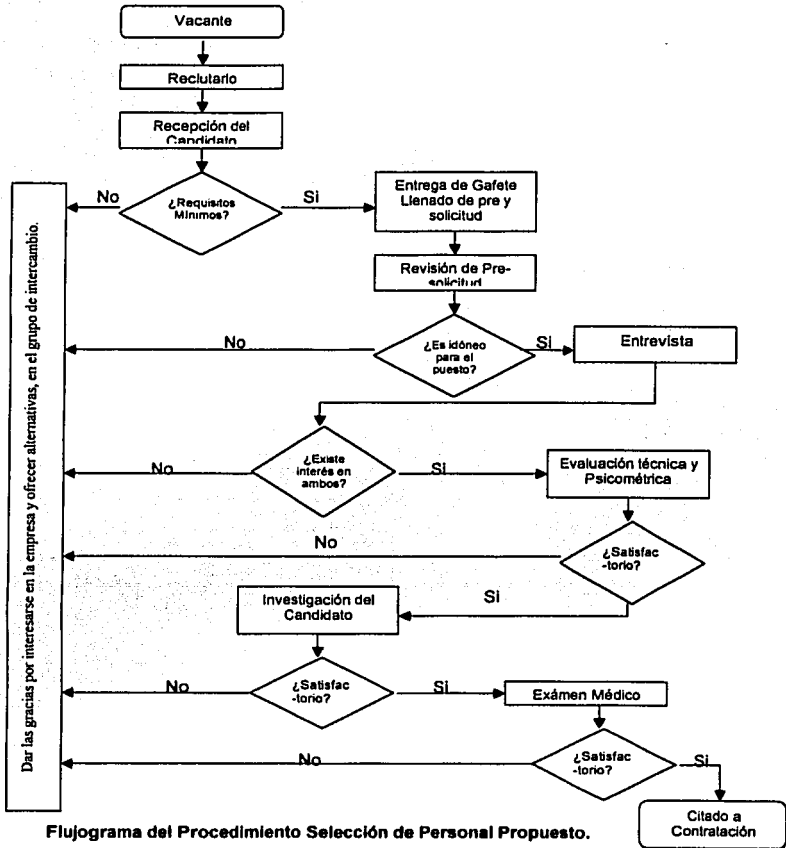 Vacante
Reclutarlo
Recepción del
Candidato
No
¿Requisitos
Mínimos?
Si
Entrega de Gafete
Llenado de pre y
solicitud
Revisión de Pre-
solicitud
No
¿Es idóneo
para el
puesto?
Si
Entrevista
No
¿Existe
interés en
ambos?
Si
Evaluación técnica y
Psicométrica
No
¿Satisfac
-torio?
Si
Investigación del
Candidato
No
¿Satisfac
-torio?
Si
Exámen Médico
No
¿Satisfac
-torio?
Si
Citado a
Contratación
Dar las gracias por interesarse en la empresa y ofrecer alternativas, en el grupo de intercambio.
Flujograma del Procedimiento Selección de Personal Propuesto.